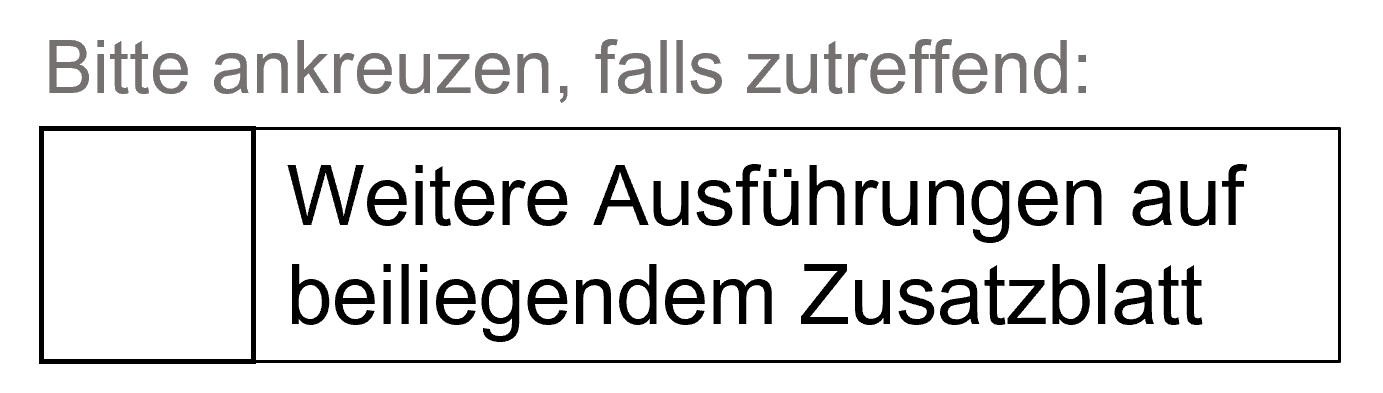 Bitte ankreuzen, falls zutreffend:
Weitere Ausführungen auf
beiliegendem Zusatzblatt